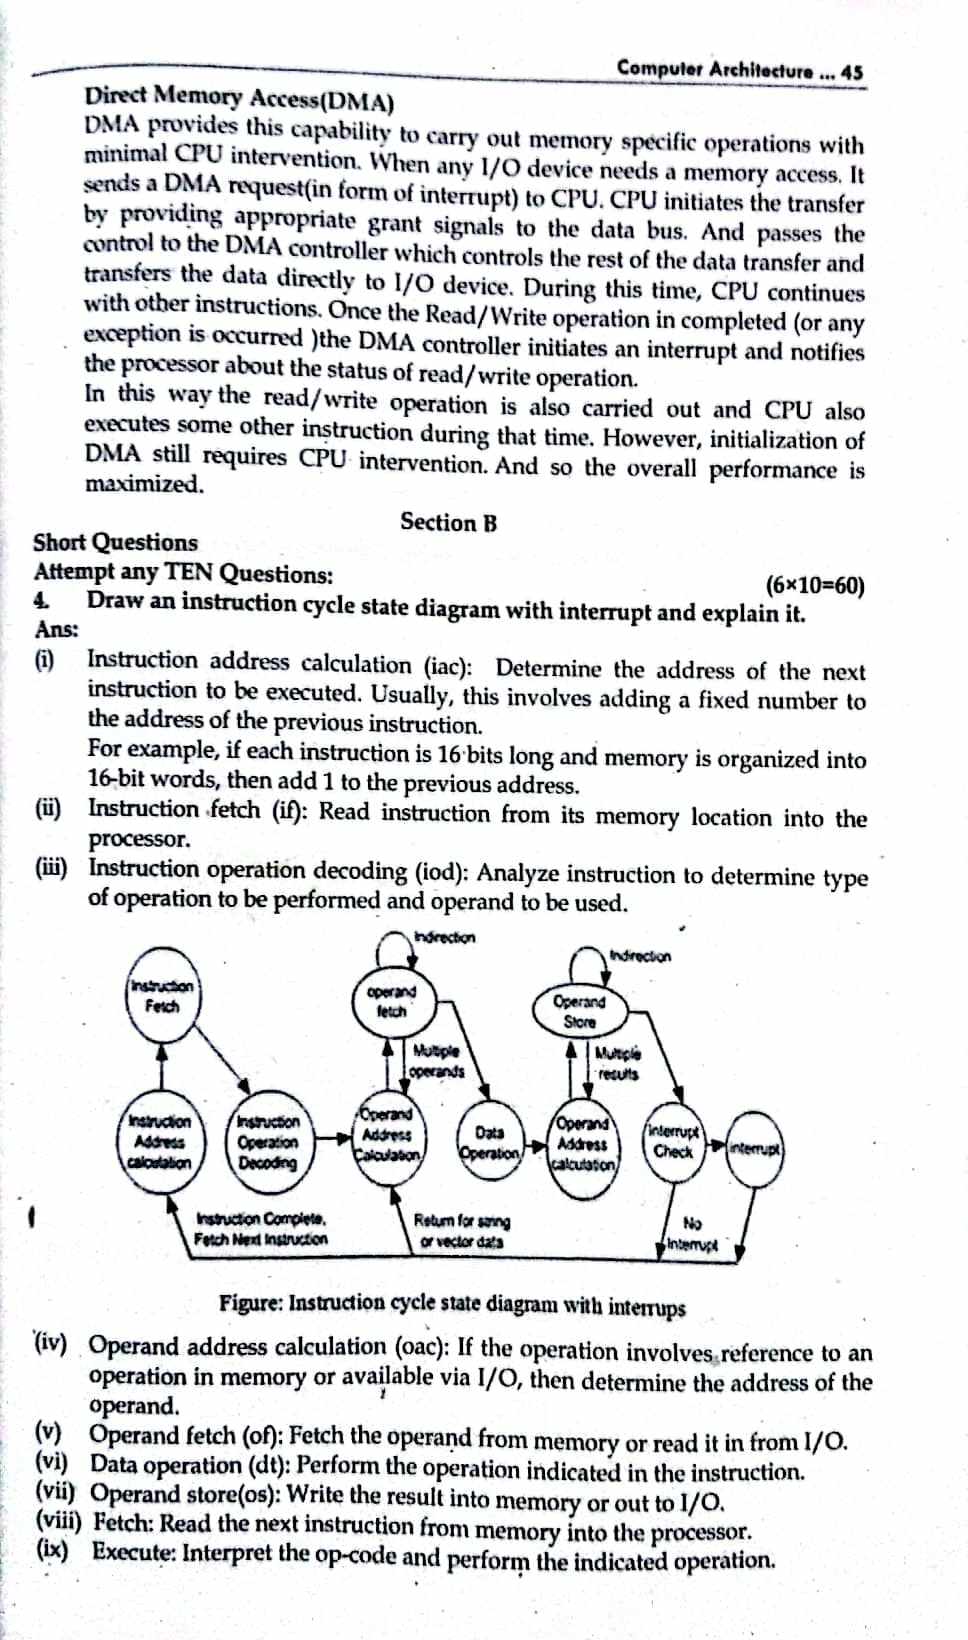 Computer Architecture ... 45
Direct Memory Access(DMA)
DMA provides this capability to carry out memory specific operations with
minimal CPU intervention. When any I/O device needs a memory access. It
sends a DMA request(in form of interrupt) to CPU. CPU initiates the transfer
by providing appropriate grant signals to the data bus. And passes the
control to the DMA controller which controls the rest of the data transfer and
transfers the data directly to I/O device. During this time, CPU continues
with other instructions. Once the Read/Write operation in completed (or any
exception is occurred )the DMA controller initiates an interrupt and notifies
the processor about the status of read/write operation.
In this way the read/write operation is also carried out and CPU also
executes some other instruction during that time. However, initialization of
DMA still requires CPU intervention. And so the overall performance is
maximized.
Section B
Short Questions
Attempt any TEN Questions:
(6×10=60)
4. Draw an instruction cycle state diagram with interrupt and explain it.
Ans:
(i) Instruction address calculation (iac): Determine the address of the next
instruction to be executed. Usually, this involves adding a fixed number to
the address of the previous instruction.
For example, if each instruction is 16 bits long and memory is organized into
16-bit words, then add 1 to the previous address.
(ii) Instruction fetch (if): Read instruction from its memory location into the
processor.
(iii) Instruction operation decoding (iod): Analyze instruction to determine type
of operation to be performed and operand to be used.
Indirection
Indirection
Instruction
Fetch
operand
fetch
Operand
Store
Multiple
operands
Multiple
results
Instruction
Address
calculation
Instruction
Operation
Decoding
Operand
Address
Calculation
Data
Operation
Operand
Address
calculation
interrupt
Check
interrupt
Instruction Complete,
Fetch Next Instruction
Return for string
or vector data
No
Interrupt
Figure: Instruction cycle state diagram with interrups
(iv) Operand address calculation (oac): If the operation involves reference to an
operation in memory or available via I/O, then determine the address of the
operand.
(v) Operand fetch (of): Fetch the operand from memory or read it in from I/O.
(vi) Data operation (dt): Perform the operation indicated in the instruction.
(vii) Operand store(os): Write the result into memory or out to I/O.
(viii) Fetch: Read the next instruction from memory into the processor.
(ix) Execute: Interpret the op-code and perform the indicated operation.